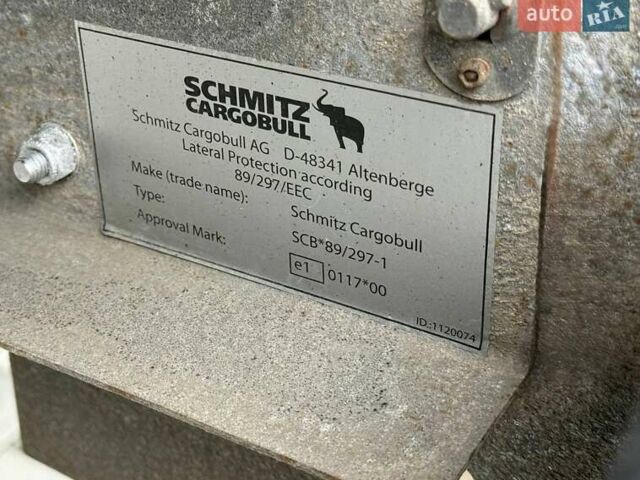 auto RIA
SCHMITZ
CARGOBULL
Schmitz Cargobull AG D-48341 Altenberge
Lateral Protection according
89/297/EEC
Make (trade name): Schmitz Cargobull
Type: SCB*89/297-1
Approval Mark: e1 0117*00
ID.:1120074